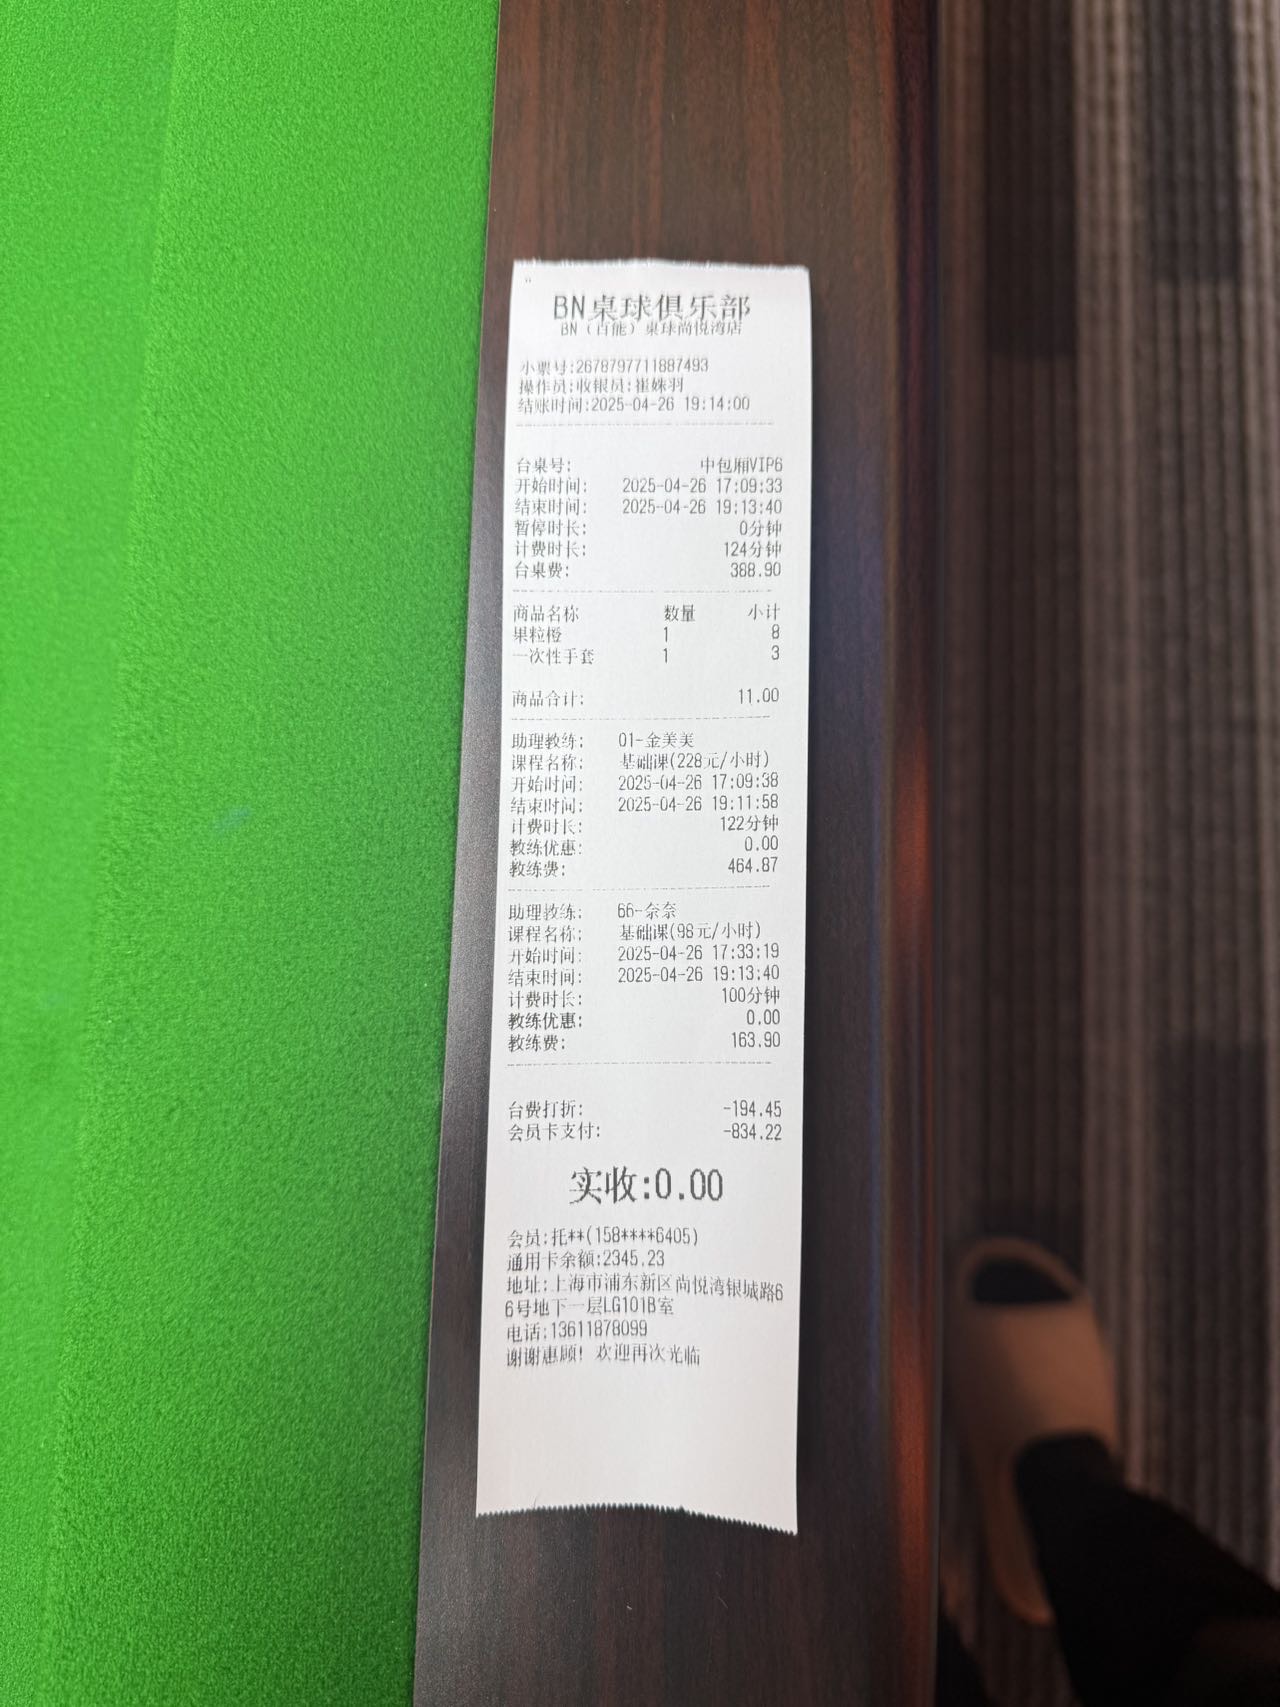 BN桌球俱乐部
BN（百能）桌球尚悦湾店
小票号:2678797711897493
操作员:收银员:崔姝羽
结账时间:2025-04-26 19:14:00
台桌号: 中包厢VIP6
开始时间: 2025-04-26 17:09:33
结束时间: 2025-04-26 19:13:40
暂停时长: 0分钟
计费时长: 124分钟
台桌费: 388.90
商品名称 数量 小计
果粒橙 1 8
一次性手套 1 3
商品合计: 11.00
助理教练: 01-金美美
课程名称: 基础课(228元/小时)
开始时间: 2025-04-26 17:09:38
结束时间: 2025-04-26 19:11:58
计费时长: 122分钟
教练优惠: 0.00
教练费: 464.87
助理教练: 66-奈奈
课程名称: 基础课(98元/小时)
开始时间: 2025-04-26 17:33:19
结束时间: 2025-04-26 19:13:40
计费时长: 100分钟
教练优惠: 0.00
教练费: 163.90
台费打折: -194.45
会员卡支付: -834.22
实收:0.00
会员:托**(158****6405)
通用卡余额:2345.23
地址:上海市浦东新区尚悦湾银城路6
6号地下一层LG101B室
电话:13611878099
谢谢惠顾! 欢迎再次光临